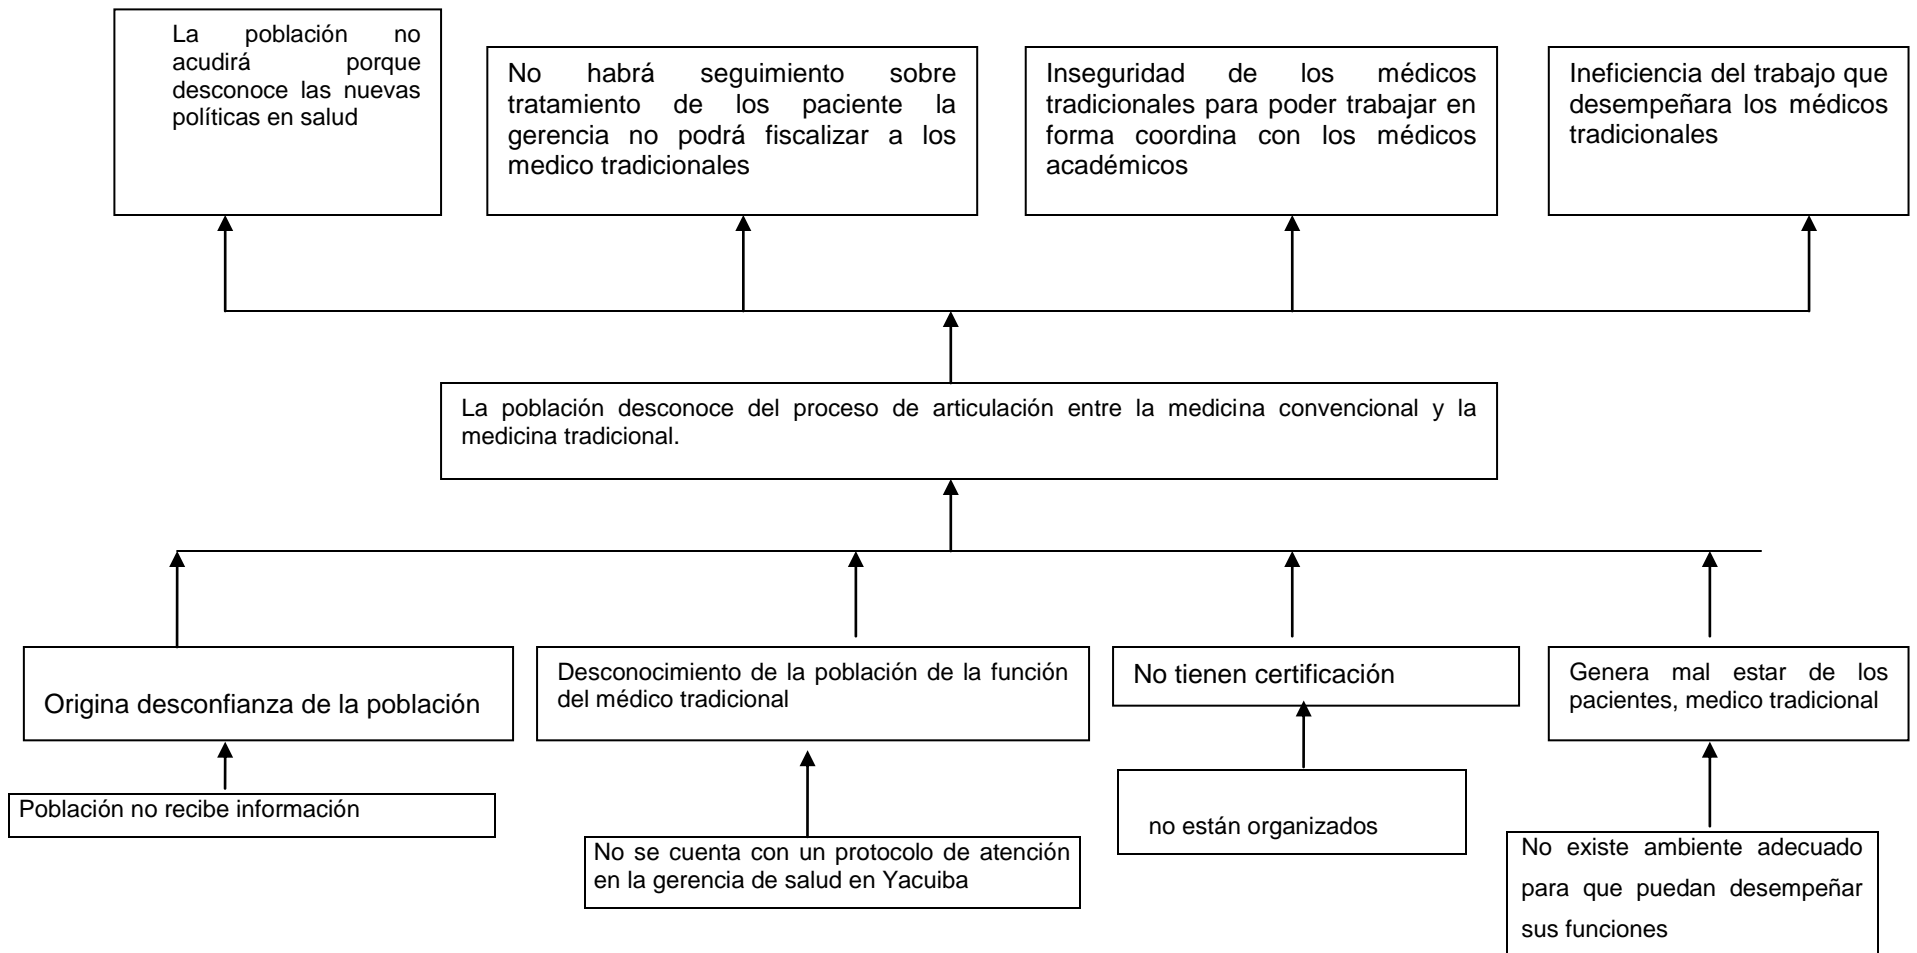 La población no
acudirá porque
desconoce las nuevas
políticas en salud
No habrá seguimiento sobre
tratamiento de los paciente la
gerencia no podrá fiscalizar a los
medico tradicionales
Inseguridad de los médicos
tradicionales para poder trabajar en
forma coordina con los médicos
académicos
Ineficiencia del trabajo que
desempeñara los médicos
tradicionales
La población desconoce del proceso de articulación entre la medicina convencional y la
medicina tradicional.
Origina desconfianza de la población
Desconocimiento de la población de la función
del médico tradicional
No tienen certificación
Genera mal estar de los
pacientes, medico tradicional
Población no recibe información
No se cuenta con un protocolo de atención
en la gerencia de salud en Yacuiba
no están organizados
No existe ambiente adecuado
para que puedan desempeñar
sus funciones